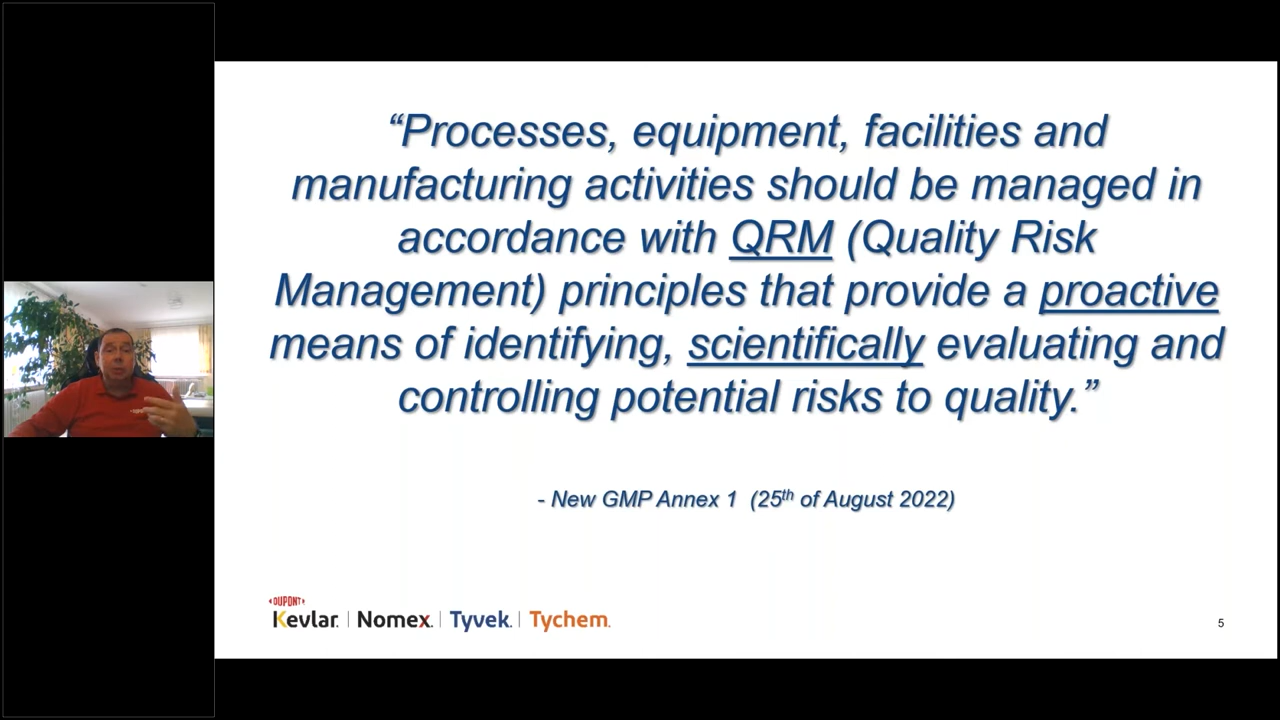 “Processes, equipment, facilities and
manufacturing activities should be managed in
accordance with QRM (Quality Risk
Management) principles that provide a proactive
means of identifying, scientifically evaluating and
controlling potential risks to quality.”
- New GMP Annex 1 (25th of August 2022)
DUPONT
Kevlar. | Nomex. | Tyvek. | Tychem.
5